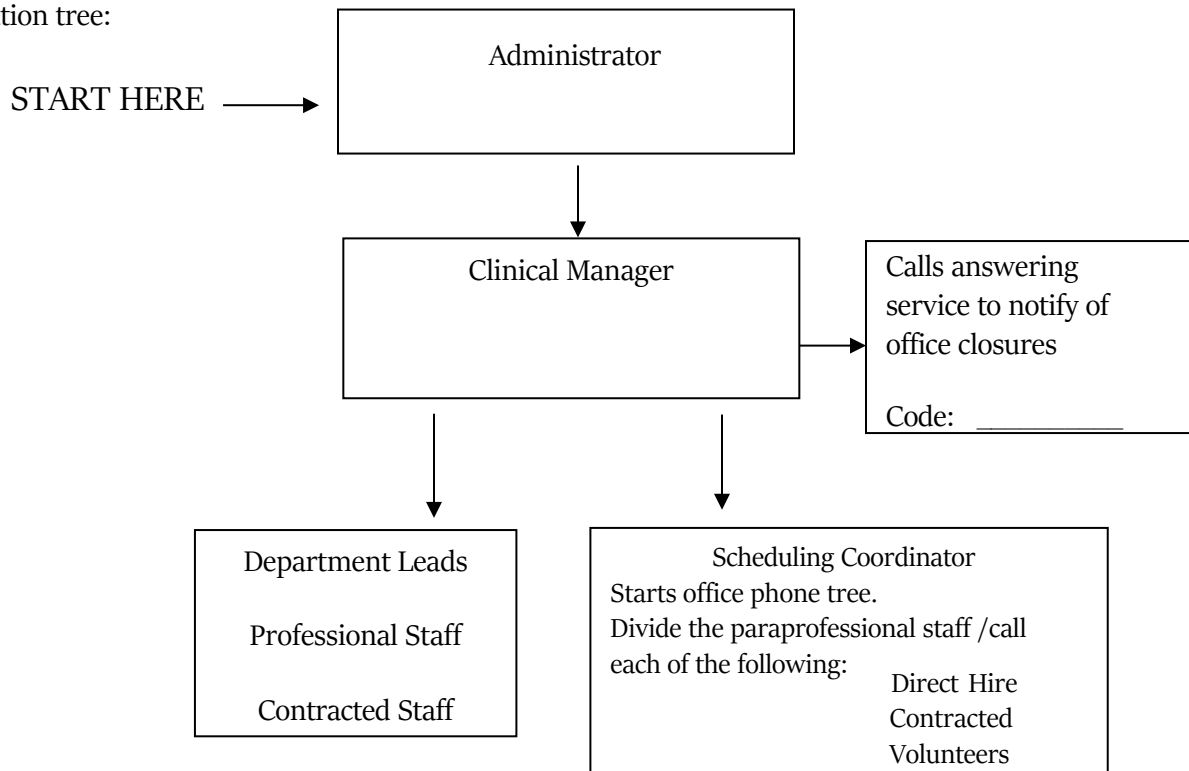 tion tree:
Administrator
START HERE
Clinical Manager
Calls answering
service to notify of
office closures
Code: ___________
Department Leads
Professional Staff
Contracted Staff
Scheduling Coordinator
Starts office phone tree.
Divide the paraprofessional staff /call
each of the following:
Direct Hire
Contracted
Volunteers